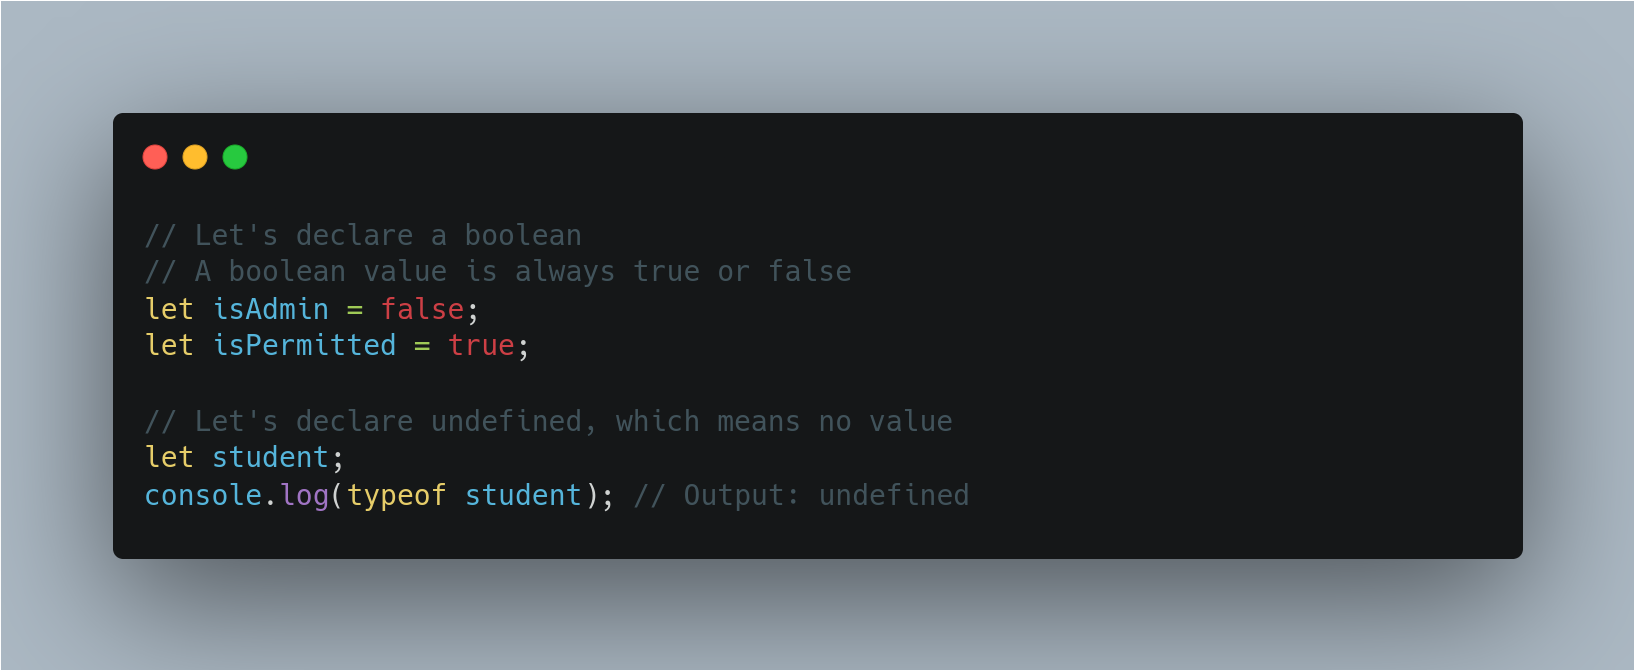 // Let's declare a boolean
// A boolean value is always true or false
let isAdmin = false;
let isPermitted = true;
// Let's declare undefined, which means no value
let student;
console.log(typeof student); // Output: undefined